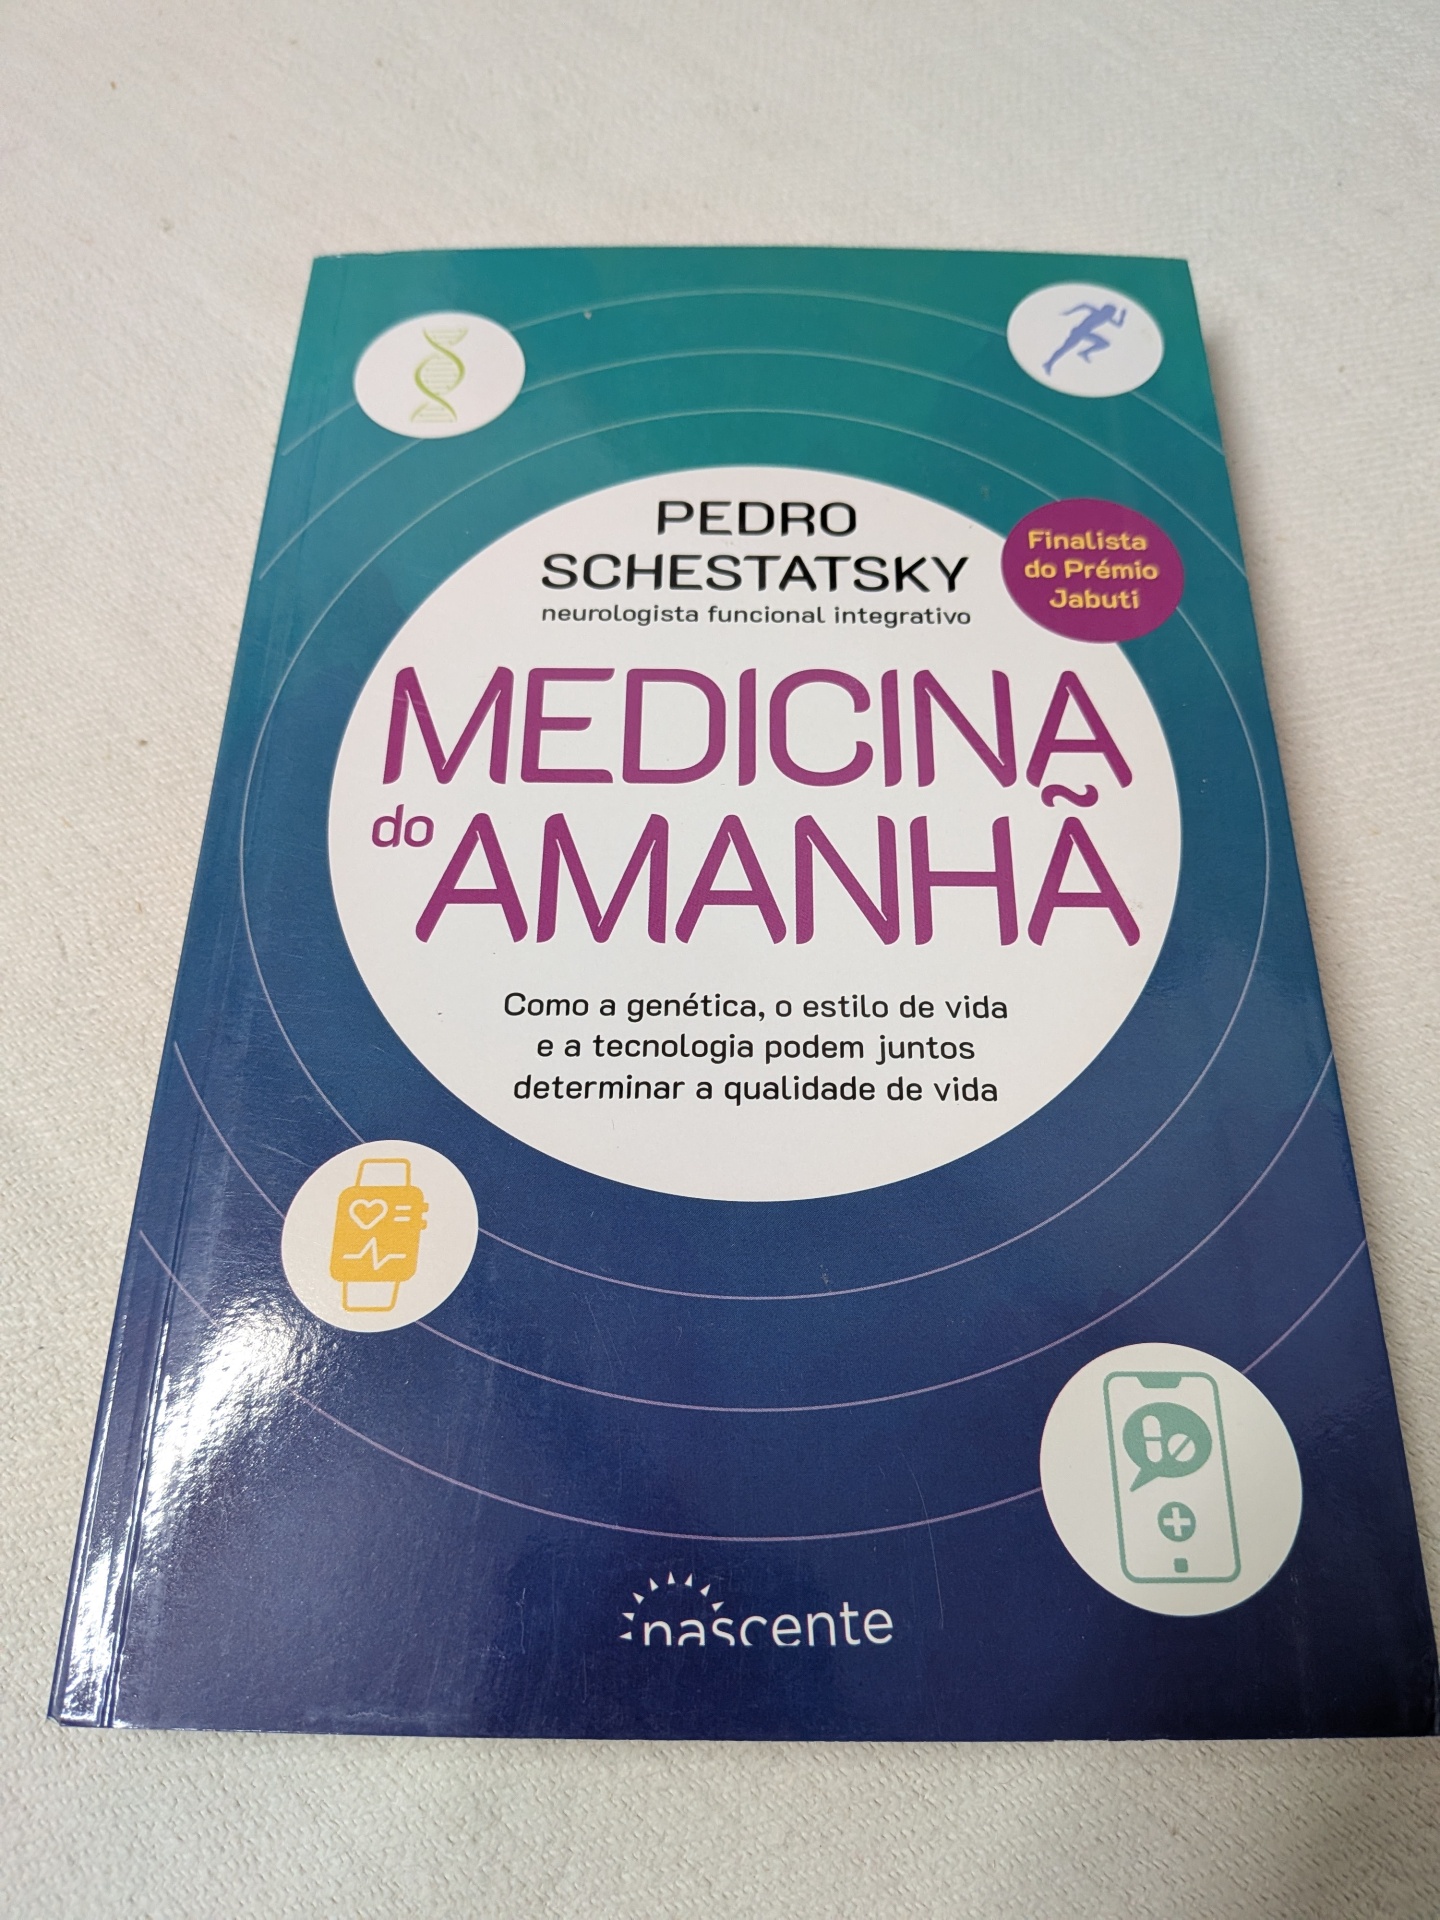 PEDRO
SCHESTATSKY
neurologista funcional integrativo
Finalista
do Prémio
Jabuti
MEDICINA
do AMANHÃ
Como a genética, o estilo de vida
e a tecnologia podem juntos
determinar a qualidade de vida
nascente